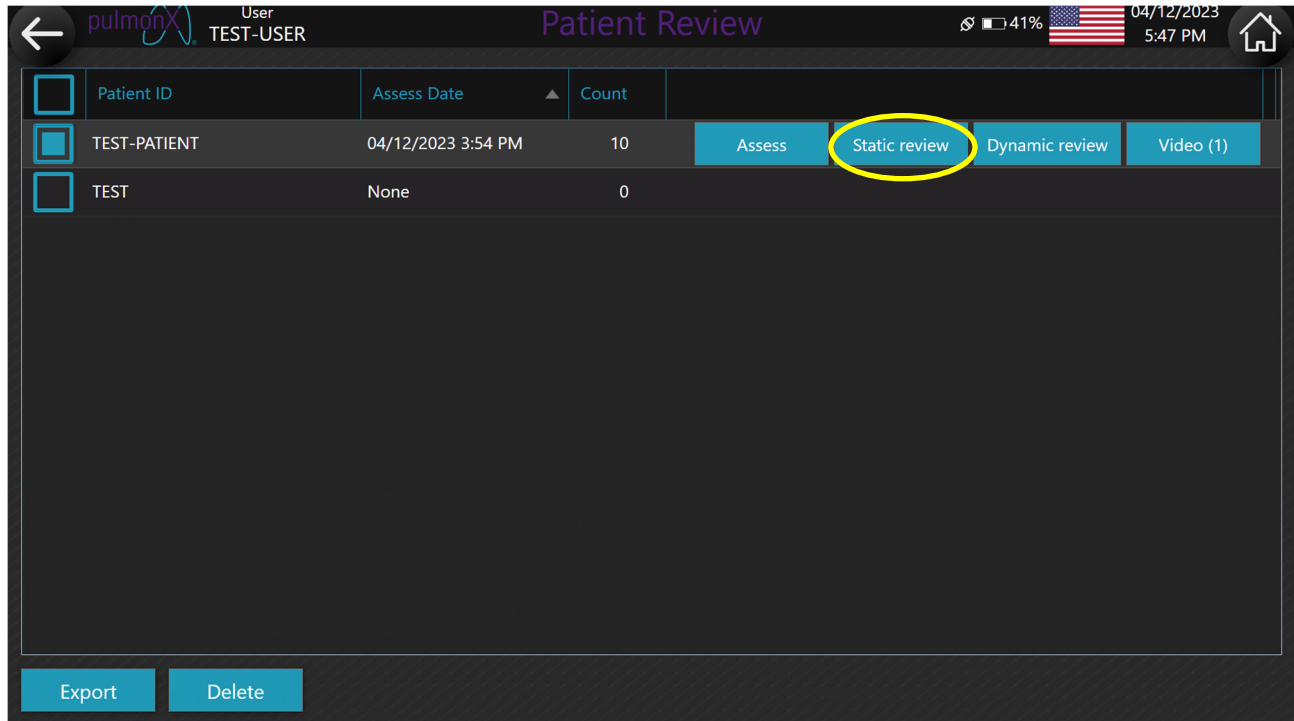 pulmonX
User
TEST-USER
Patient Review
41%
04/12/2023
5:47 PM
Patient ID Assess Date Count
TEST-PATIENT 04/12/2023 3:54 PM 10 Assess Static review Dynamic review Video (1)
TEST None 0
Export Delete